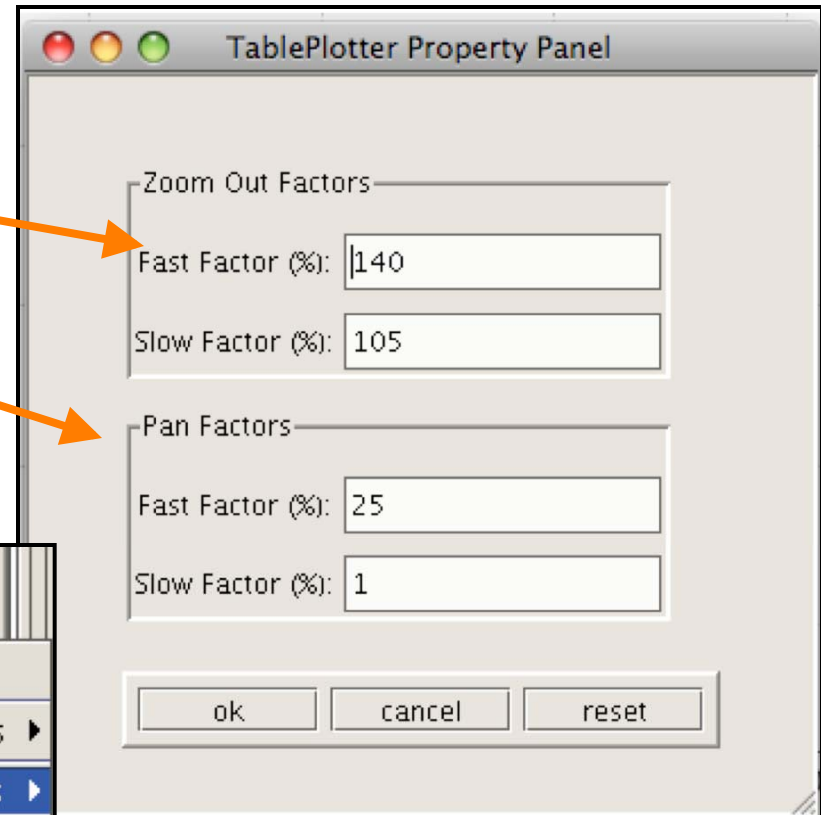 TablePlotter Property Panel
Zoom Out Factors
Fast Factor (%): 140
Slow Factor (%): 105
Pan Factors
Fast Factor (%): 25
Slow Factor (%): 1
ok cancel reset